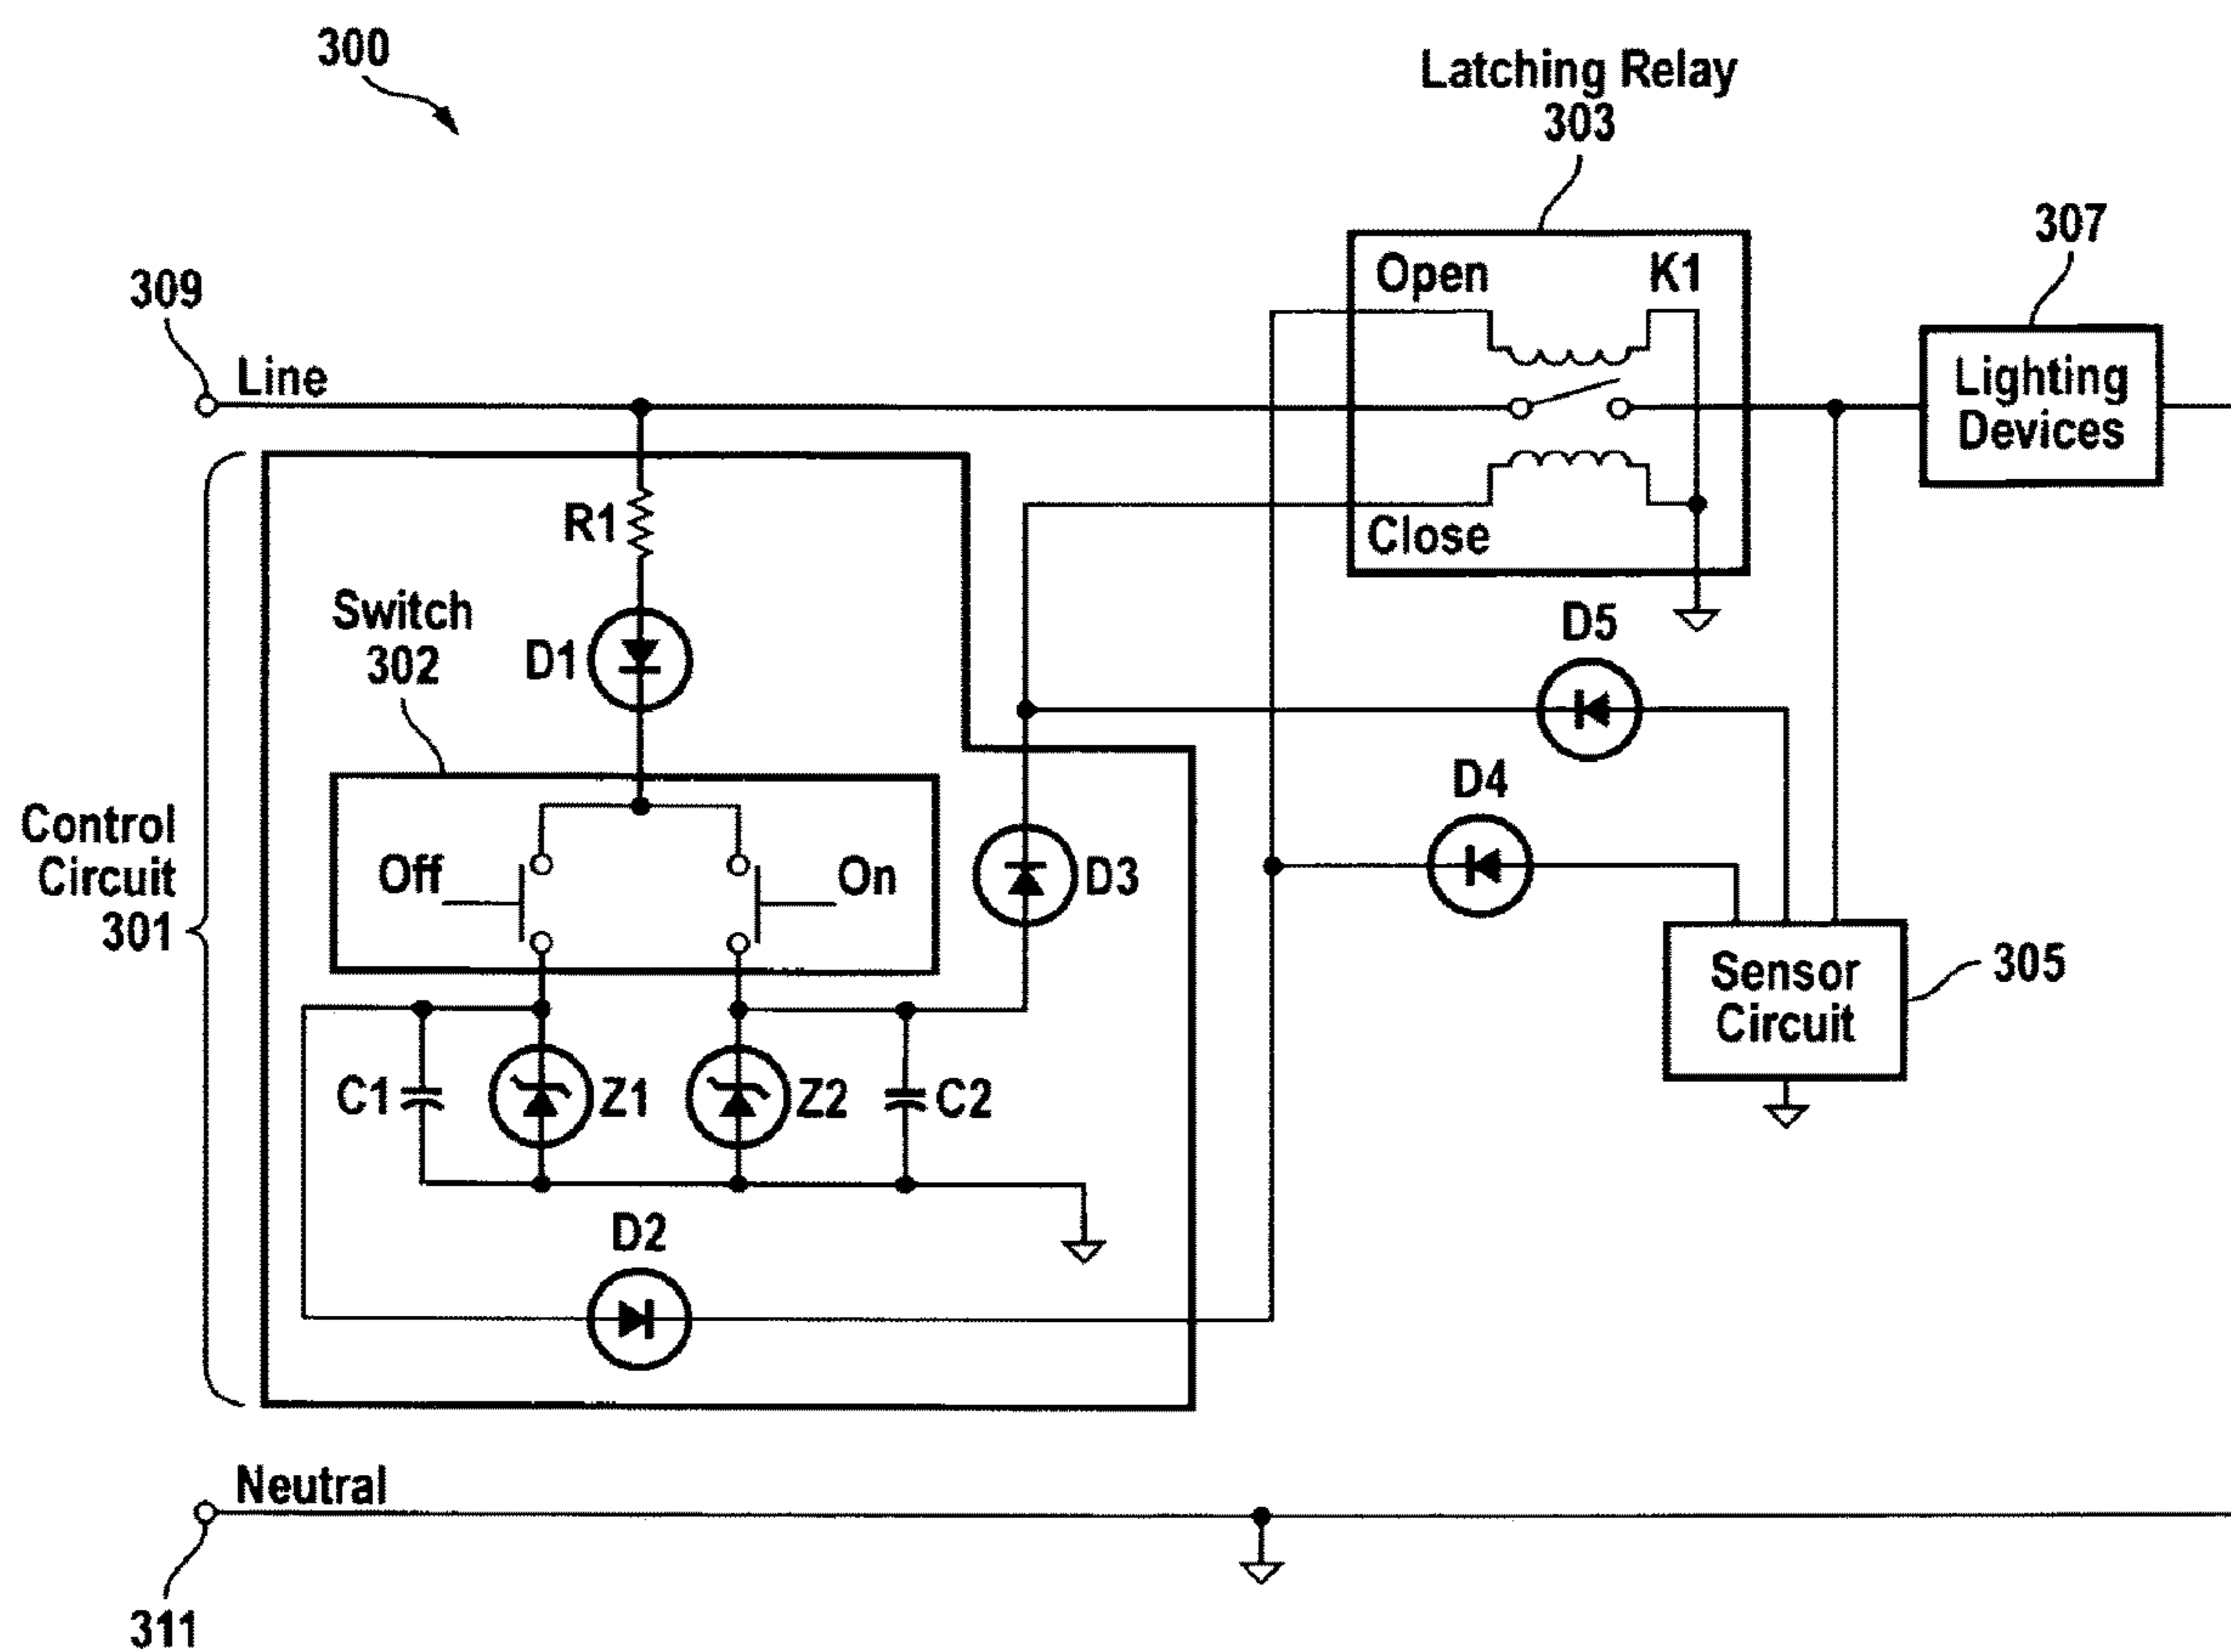 300
Latching Relay
303
307
309
Line
Open
K1
Lighting
Devices
R1
Close
Switch
302
D1
D5
D4
Control
Circuit
301
Off
On
D3
Sensor
Circuit
305
C1
Z1
Z2
C2
D2
Neutral
311